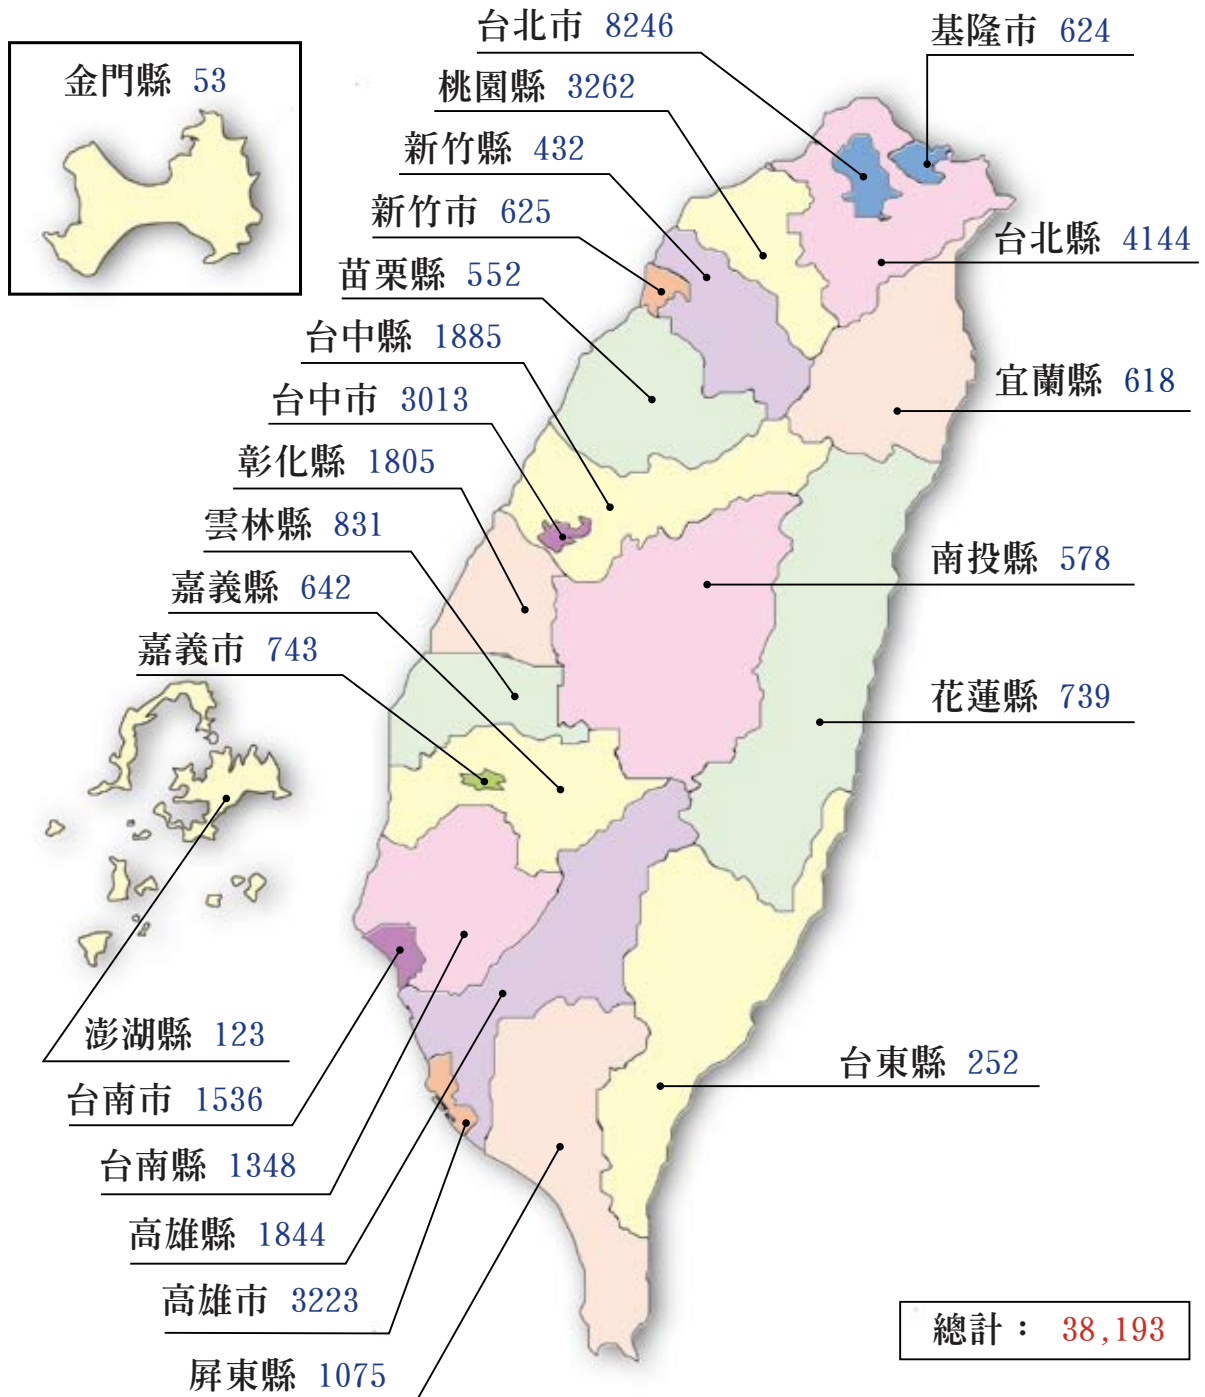 台北市 8246
基隆市 624
金門縣 53
桃園縣 3262
新竹縣 432
新竹市 625
台北縣 4144
苗栗縣 552
台中縣 1885
宜蘭縣 618
台中市 3013
彰化縣 1805
雲林縣 831
南投縣 578
嘉義縣 642
嘉義市 743
花蓮縣 739
澎湖縣 123
台東縣 252
台南市 1536
台南縣 1348
高雄縣 1844
高雄市 3223
總計： 38,193
屏東縣 1075